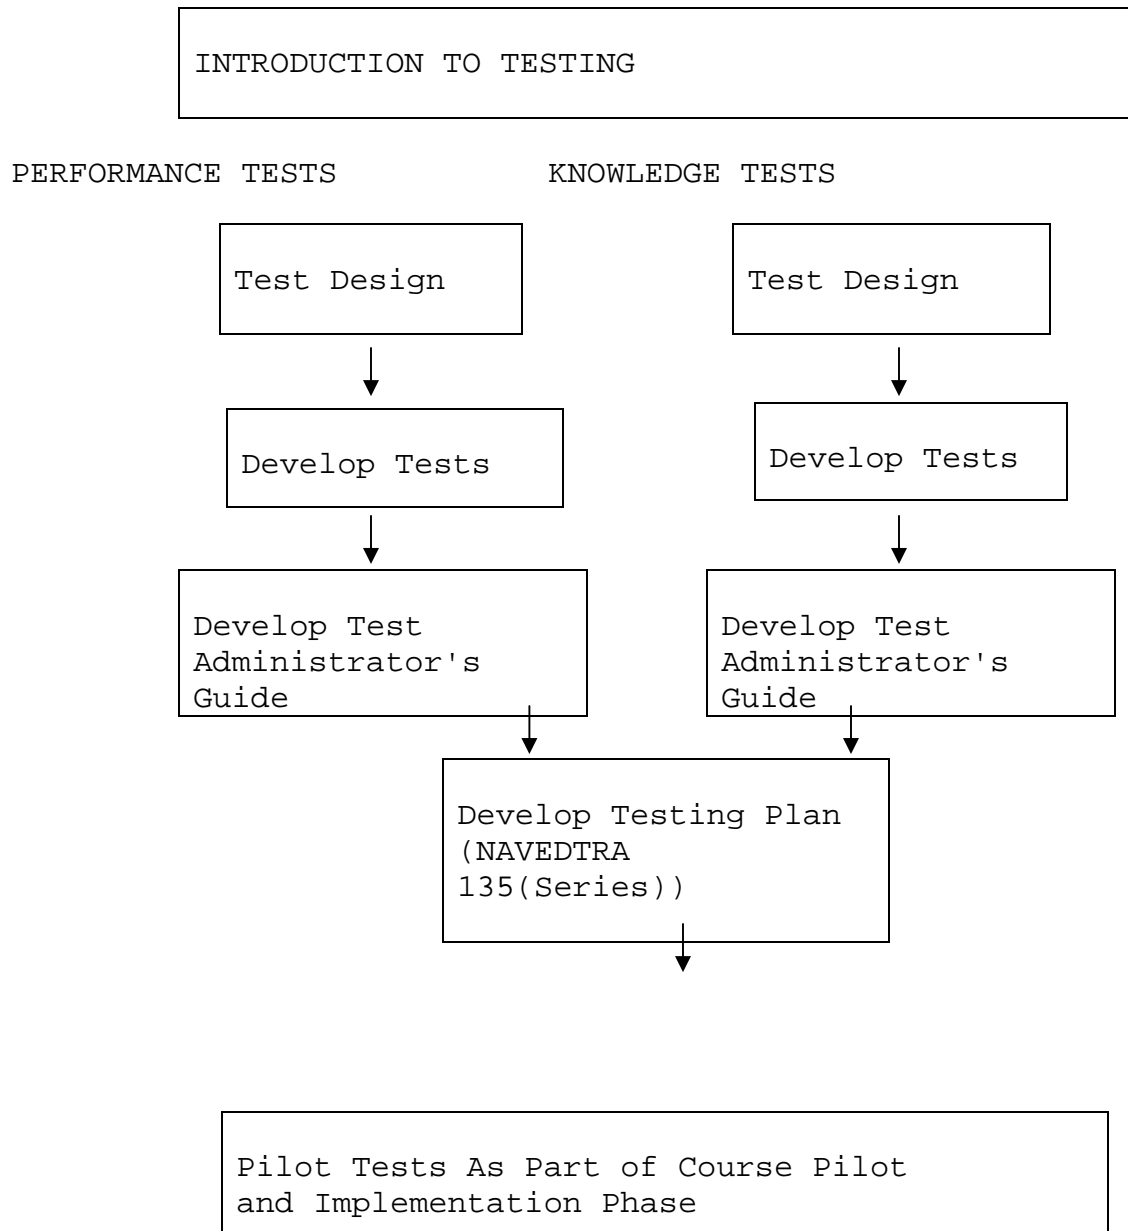 INTRODUCTION TO TESTING
PERFORMANCE TESTS
KNOWLEDGE TESTS
Test Design
Test Design
Develop Tests
Develop Tests
Develop Test
Administrator's
Guide
Develop Test
Administrator's
Guide
Develop Testing Plan
(NAVEDTRA
135(Series))
Pilot Tests As Part of Course Pilot
and Implementation Phase